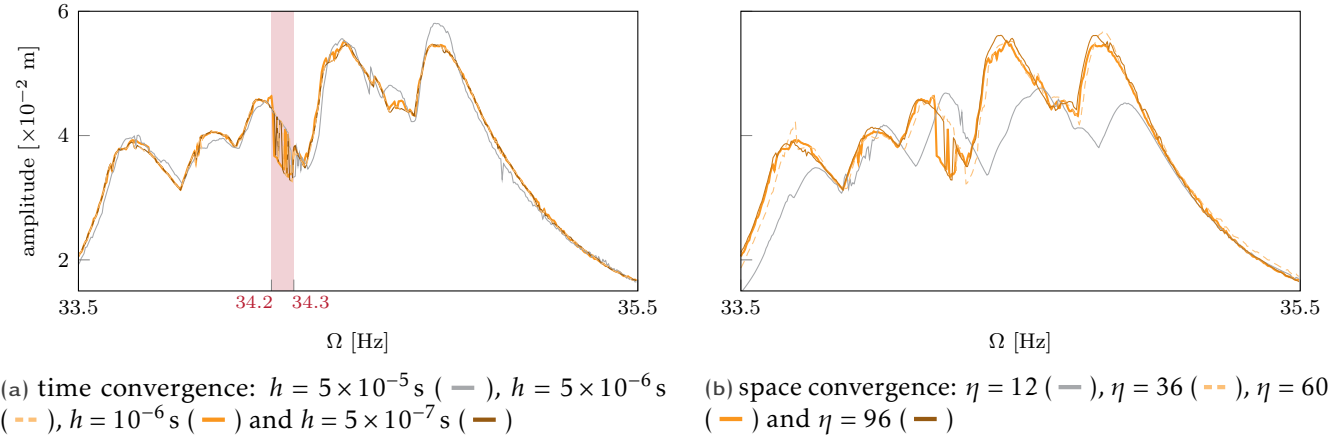 6
4
2
amplitude [×10⁻² m]
33.5
34.2
34.3
35.5
Ω [Hz]
33.5
35.5
Ω [Hz]
(a) time convergence: h = 5 × 10⁻⁵ s ( ), h = 5 × 10⁻⁶ s
( ), h = 10⁻⁶ s ( ) and h = 5 × 10⁻⁷ s ( )
(b) space convergence: η = 12 ( ), η = 36 ( ), η = 60
( ) and η = 96 ( )